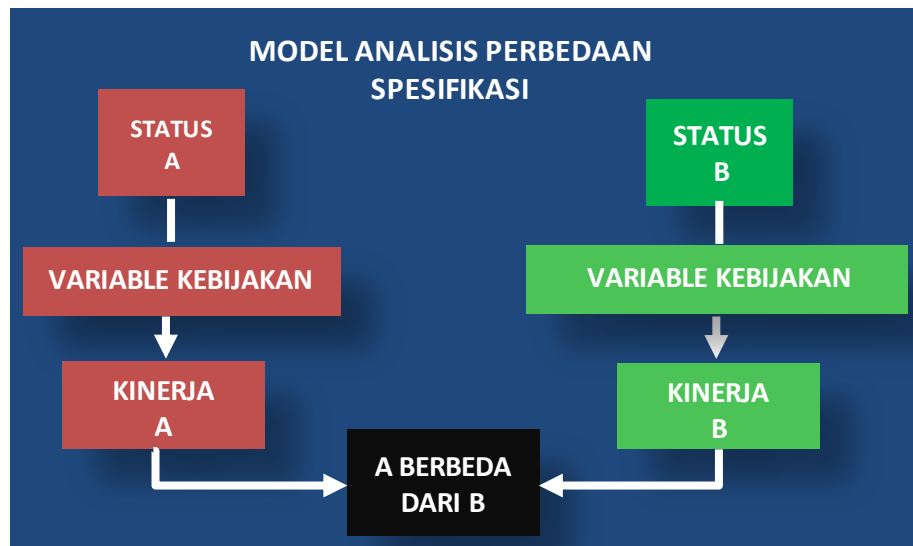 MODEL ANALISIS PERBEDAAN
SPESIFIKASI
STATUS
A
STATUS
B
VARIABLE KEBIJAKAN
VARIABLE KEBIJAKAN
KINERJA
A
KINERJA
B
A BERBEDA
DARI B